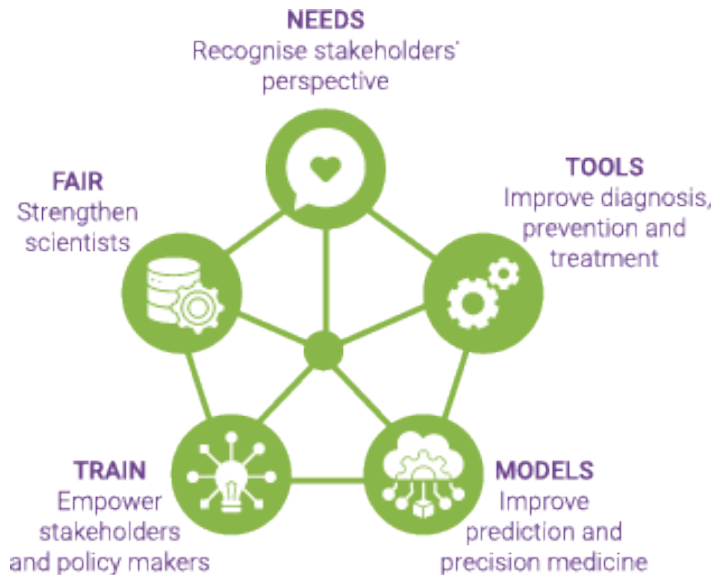 NEEDS
Recognise stakeholders'
perspective
TOOLS
Improve diagnosis,
prevention and
treatment
FAIR
Strengthen
scientists
TRAIN
Empower
stakeholders
and policy makers
MODELS
Improve
prediction and
precision medicine